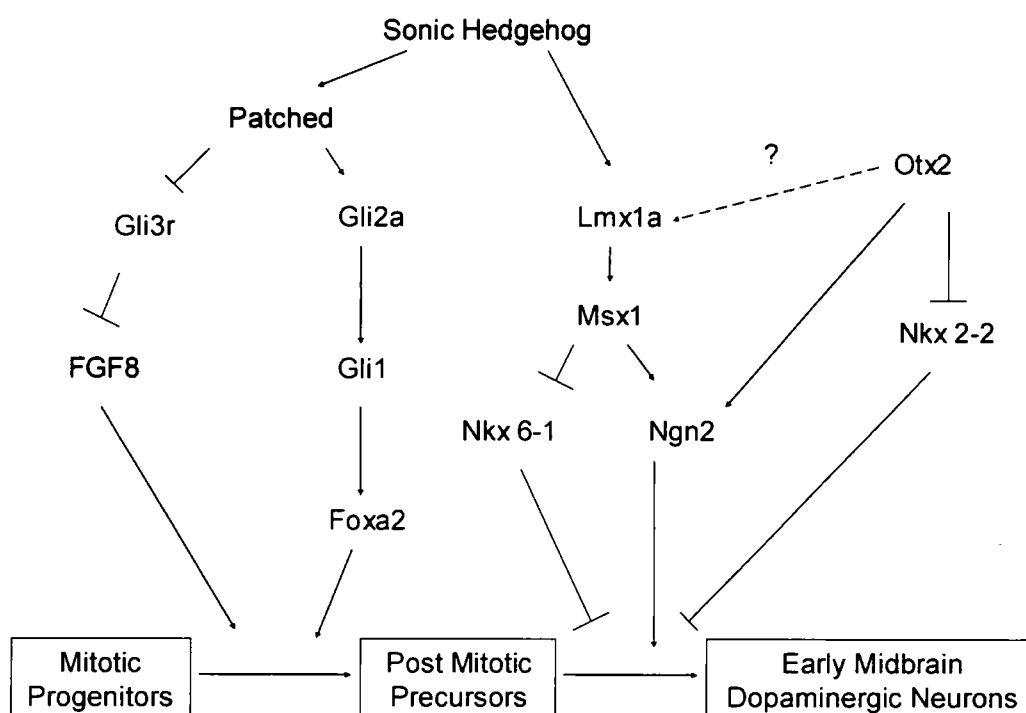 Sonic Hedgehog
Patched
?
Otx2
Gli3r
Gli2a
Lmx1a
Msx1
Nkx 2-2
FGF8
Gli1
Nkx 6-1
Ngn2
Foxa2
Mitotic
Progenitors
Post Mitotic
Precursors
Early Midbrain
Dopaminergic Neurons